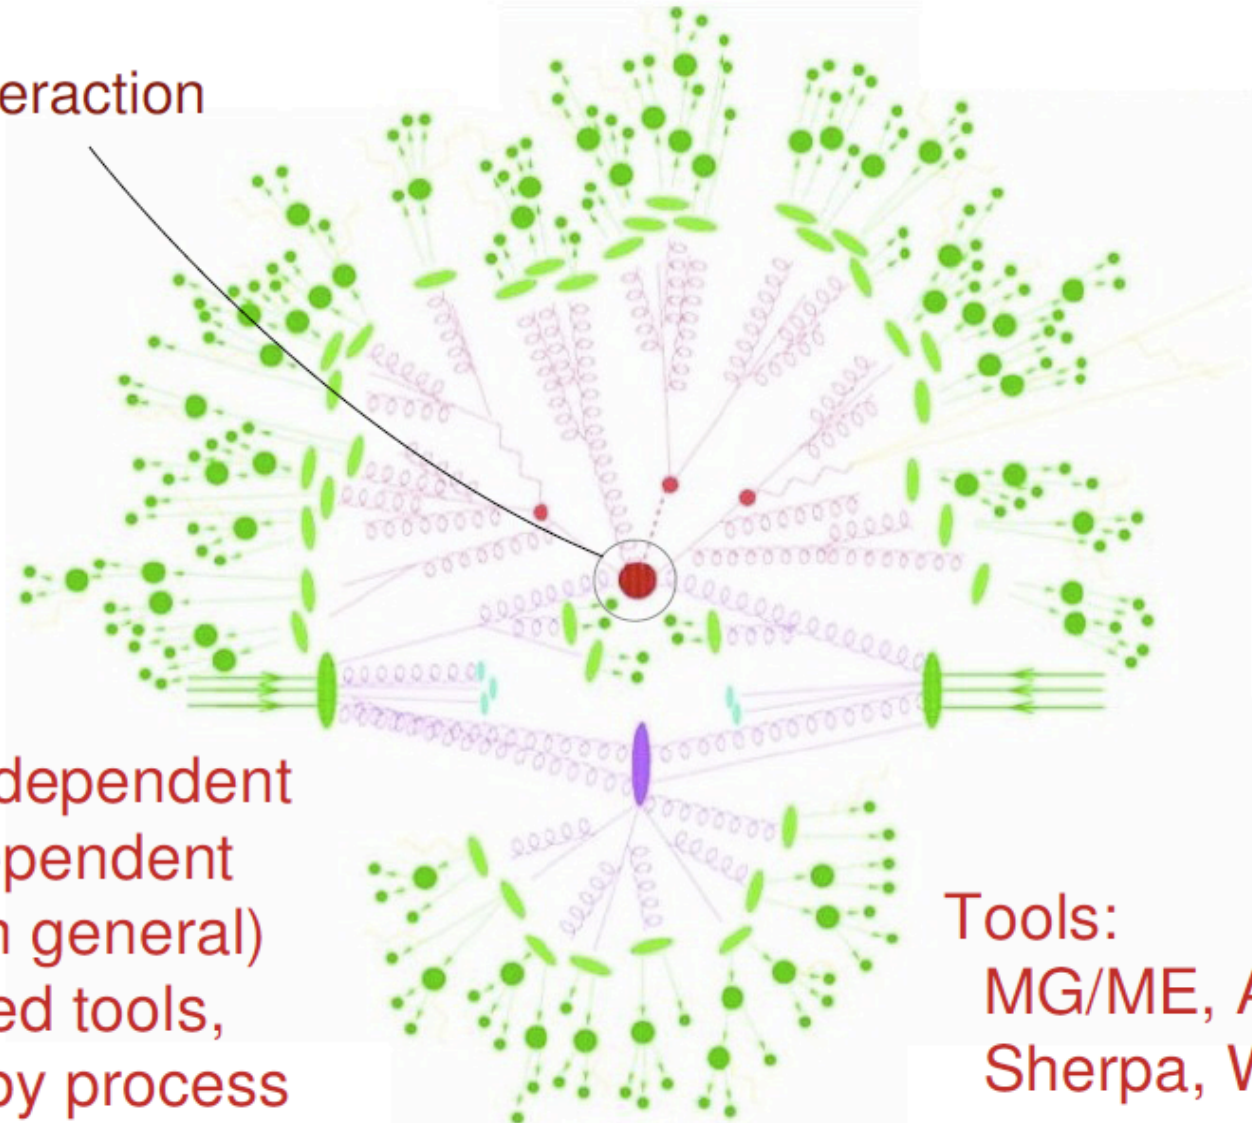 eraction
dependent
pendent
general)
ed tools,
by process
Tools:
MG/ME,
Sherpa,